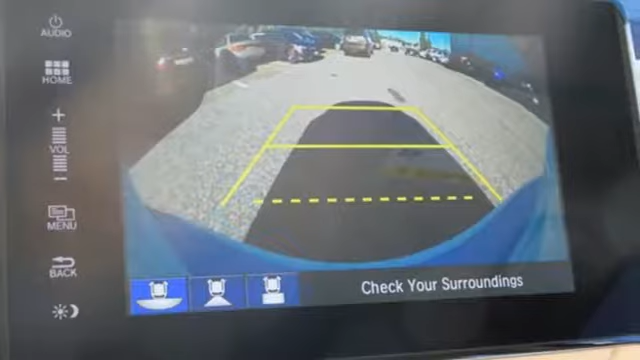 AUDIO
HOME
+
VOL
-
MENU
BACK
Check Your Surroundings